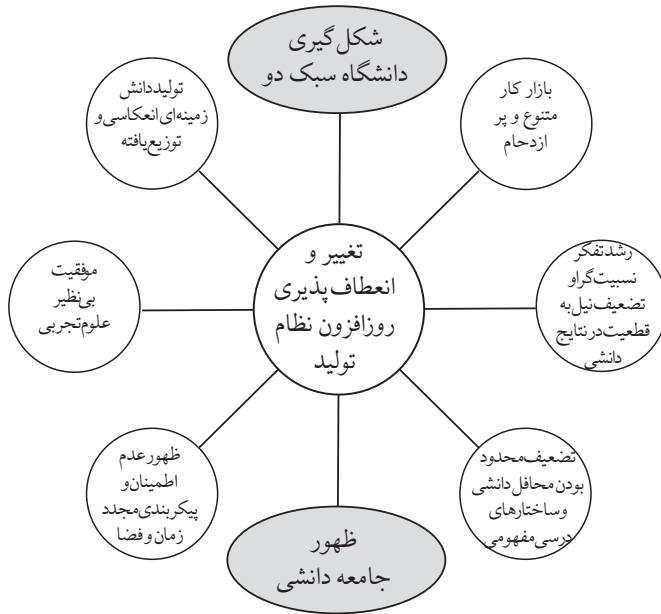 شکل‌گیری
دانشگاه سبک دو
بازار کار
متنوع و پر
ازدحام
تولیددانش
زمینه‌ای‌انعکاسی‌و
توزیع‌یافته
تغییر و
انعطاف‌پذیری
روزافزون نظام
تولید
رشدتفکر
نسبیت‌گراو
تضعیف‌نیل‌به
قطعیت‌درنتایج
دانشی
موفقیت
بی‌نظیر
علوم‌تجربی
تضعیف‌محدود
بودن‌محافل‌دانشی
وساختارهای
درسی‌مفهومی
ظهورعدم
اطمینان‌و
پیکربندی‌مجدد
زمان‌وفضا
ظهور
جامعه دانشی